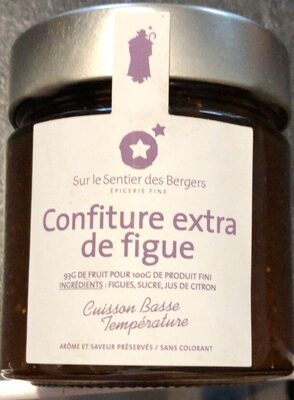 Sur le Sentier des Bergers
ÉPICERIE FINE
Confiture extra
de figue
93G DE FRUIT POUR 100G DE PRODUIT FINI
INGRÉDIENTS : FIGUES, SUCRE, JUS DE CITRON
Cuisson Basse
Température
ARÔME ET SAVEUR PRÉSERVÉS / SANS COLORANT